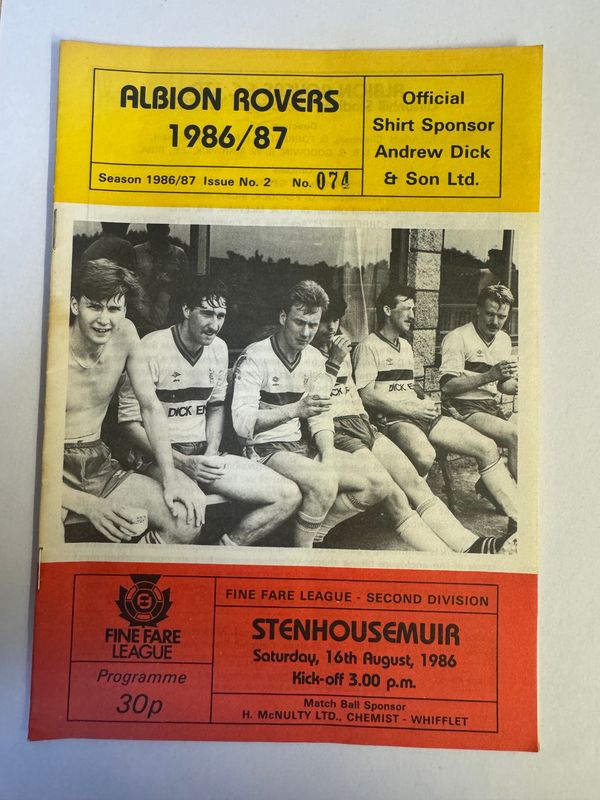 ALBION ROVERS
1986/87
Season 1986/87 Issue No. 2 No. 074
Official
Shirt Sponsor
Andrew Dick
& Son Ltd.
DICK
DICK
FINE FARE
LEAGUE
Programme
30p
FINE FARE LEAGUE - SECOND DIVISION
STENHOUSEMUIR
Saturday, 16th August, 1986
Kick-off 3.00 p.m.
Match Ball Sponsor
H. McNULTY LTD., CHEMIST - WHIFFLET